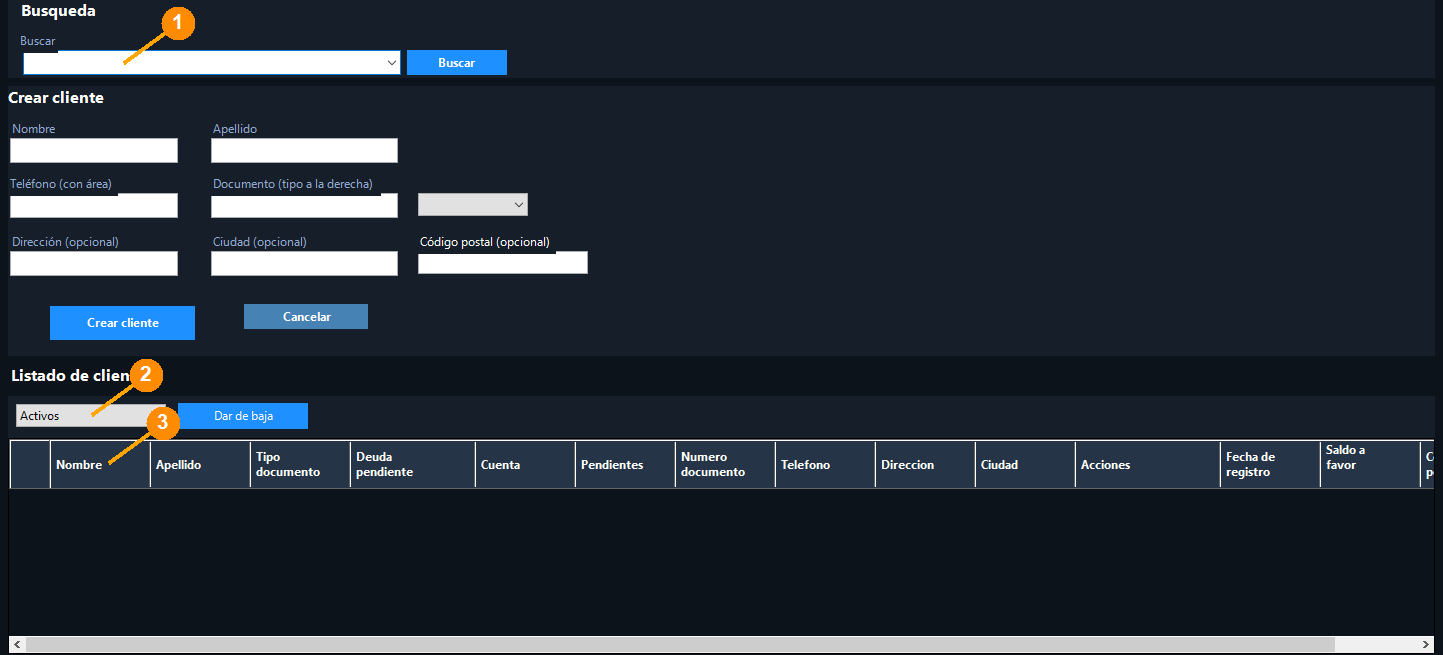 Busqueda
1
Buscar
Buscar
Crear cliente
Nombre
Apellido
Teléfono (con área)
Documento (tipo a la derecha)
Dirección (opcional)
Ciudad (opcional)
Código postal (opcional)
Crear cliente
Cancelar
Listado de clien
2
Activos
3
Dar de baja
Nombre
Apellido
Tipo
documento
Deuda
pendiente
Cuenta
Pendientes
Numero
documento
Telefono
Direccion
Ciudad
Acciones
Fecha de
registro
Saldo a
favor